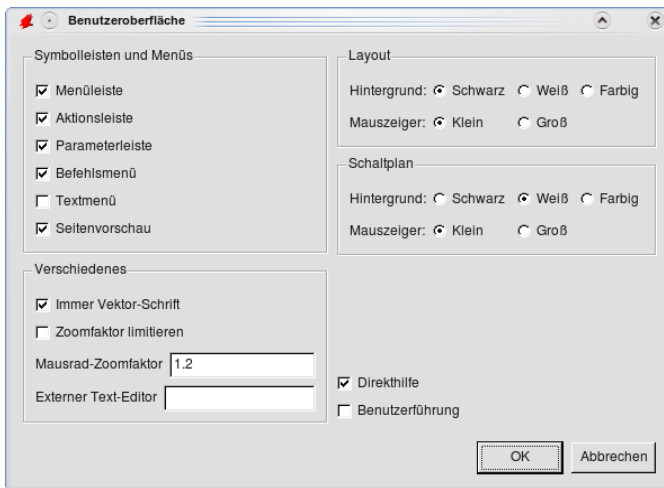 Benutzeroberfläche
Symbolleisten und Menüs
Menüleiste
Aktionsleiste
Parameterleiste
Befehlsmenü
Textmenü
Seitenvorschau
Verschiedenes
Immer Vektor-Schrift
Zoomfaktor limitieren
Mausrad-Zoomfaktor 1.2
Externer Text-Editor
Layout
Hintergrund: Schwarz Weiß Farbig
Mauszeiger: Klein Groß
Schaltplan
Hintergrund: Schwarz Weiß Farbig
Mauszeiger: Klein Groß
Direkthilfe
Benutzerführung
OK Abbrechen